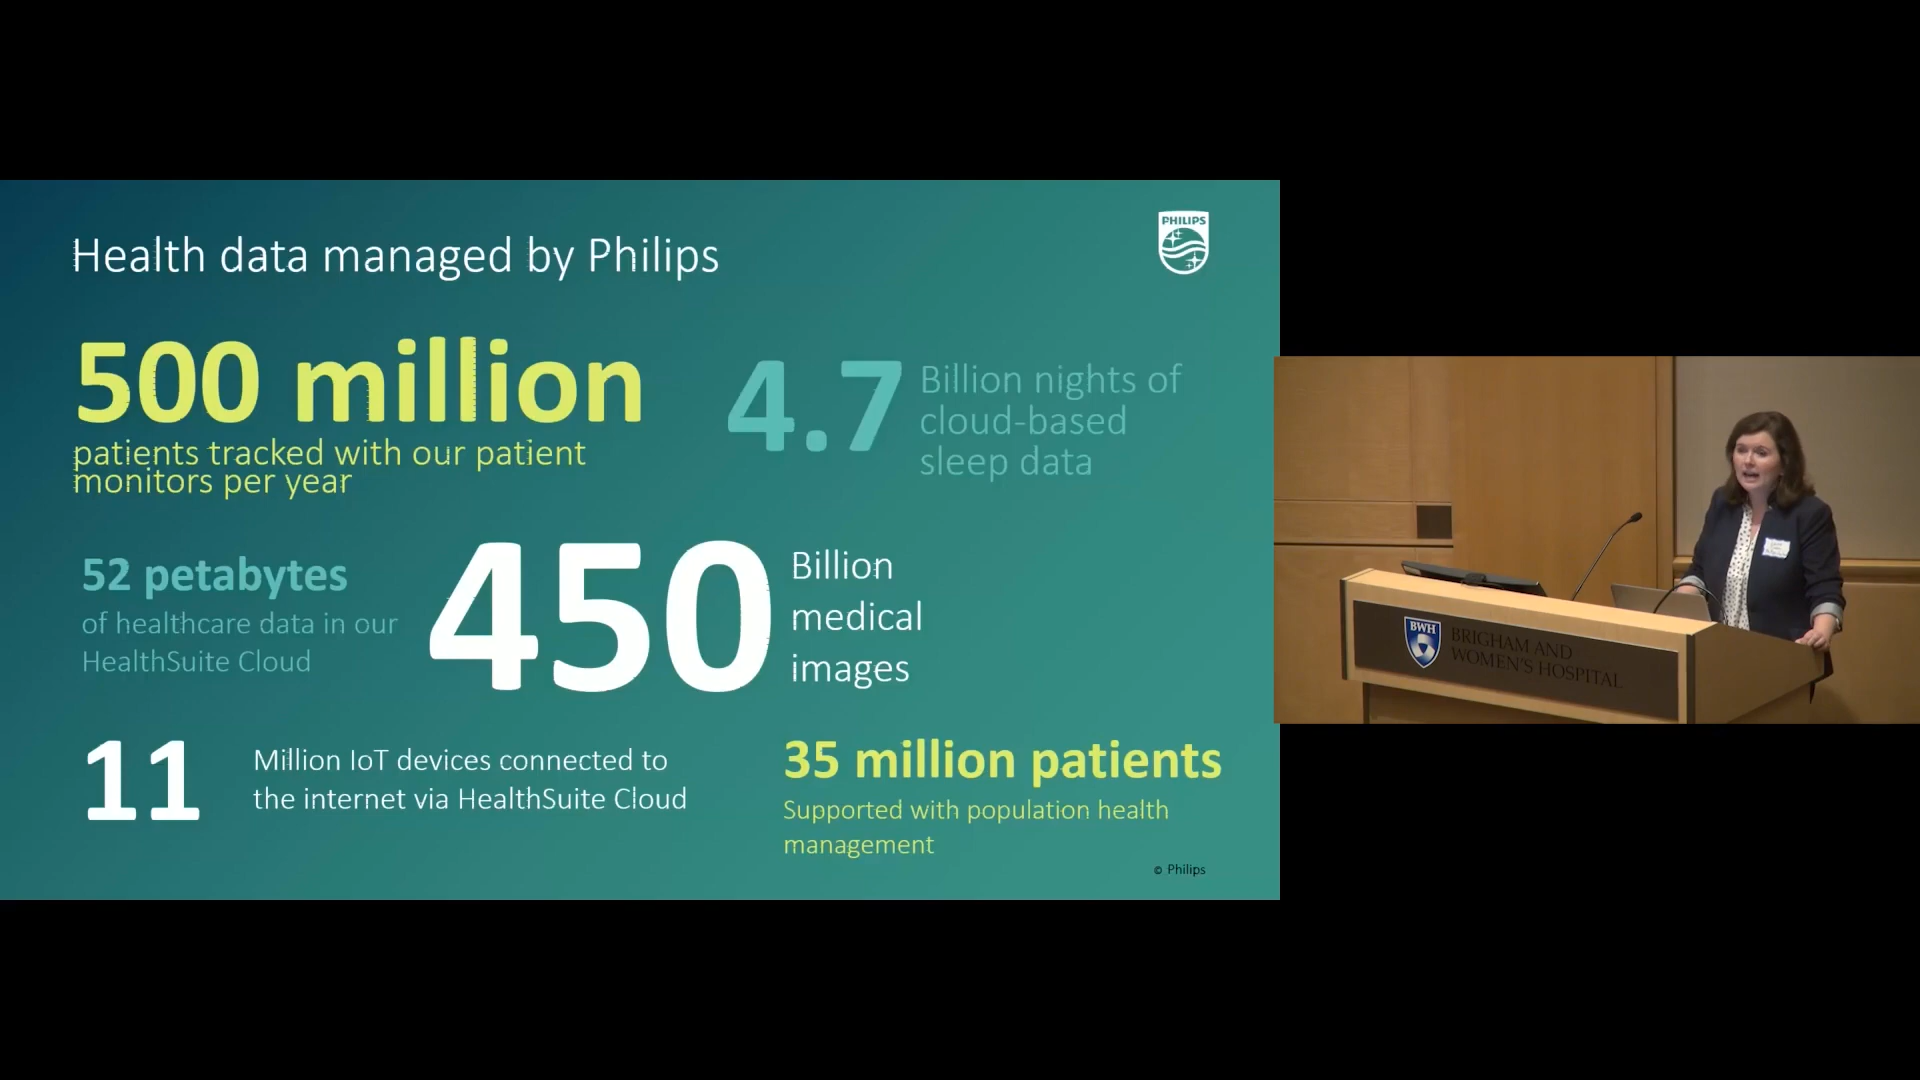 Health data managed by Philips
PHILIPS
500 million
patients tracked with our patient
monitors per year
4.7
Billion nights of
cloud-based
sleep data
52 petabytes
of healthcare data in our
HealthSuite Cloud
450
Billion
medical
images
11
Million IoT devices connected to
the internet via HealthSuite Cloud
35 million patients
Supported with population health
management
© Philips
BWH
BRIGHAM AND
WOMEN'S HOSPITAL